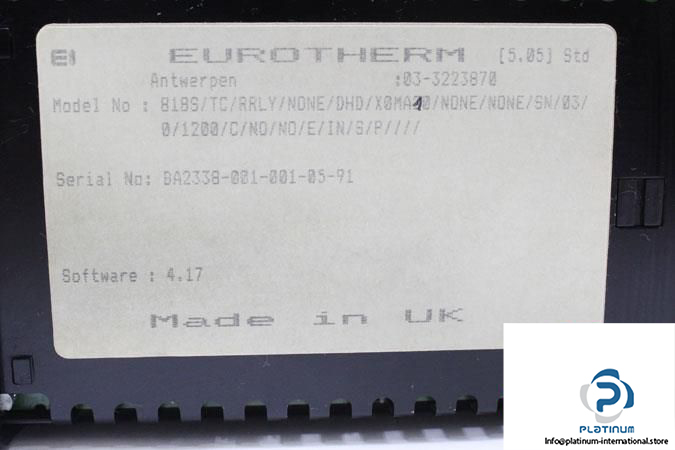 EI EUROTHERM [5.05] Std
Antwerpen :03-3223870
Model No : 818S/TC/RRLY/NONE/DHD/X0MA10/NONE/NONE/SN/03/
0/1200/C/NO/NO/E/IN/S/P////
Serial No: BA2338-001-001-05-91
Software : 4.17
Made in UK
PLATINUM
info@platinum-international.store